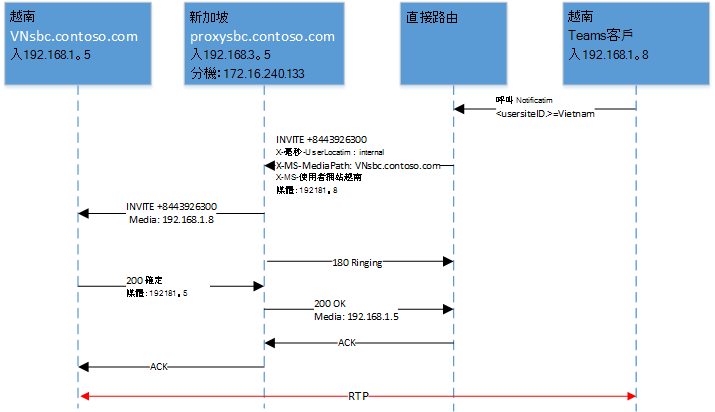 越南
VNsbc.contoso.com
入192.168.1。5
新加坡
proxysbc.contoso.com
入192.168.3。5
分機：172.16.240.133
直接路由
越南
Teams客戶
入192.168.1。8
呼叫 Notificatim
<usersiteID.>=Vietnam
INVITE +8443926300
X-毫秒-UserLocatim：internal
X-MS-MediaPath: VNsbc.contoso.com
X-MS-使用者網站越南
媒體：192181。8
INVITE +8443926300
Media: 192.168.1.8
180 Ringing
200 確定
媒體：192181。5
200 OK
Media: 192.168.1.5
ACK
ACK
RTP